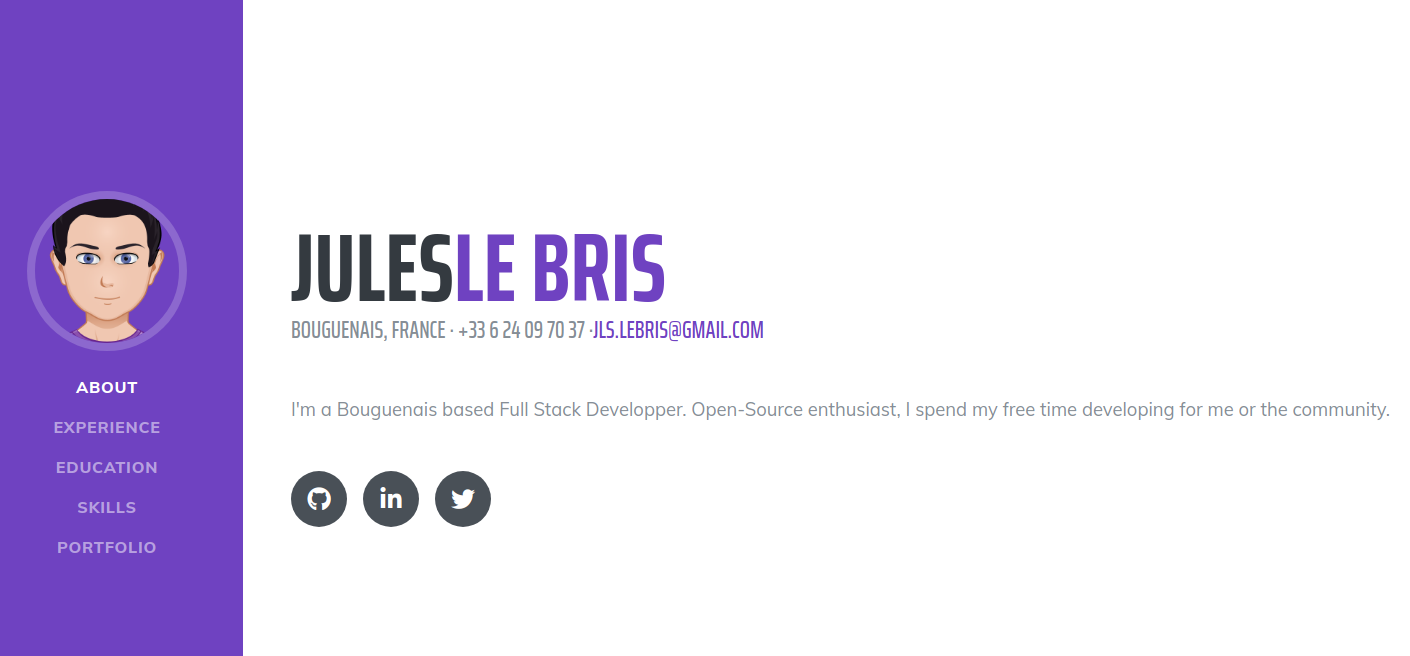 ABOUT
EXPERIENCE
EDUCATION
SKILLS
PORTFOLIO
JULESLE BRIS
BOUGUENAIS, FRANCE · +33 6 24 09 70 37 ·JLS.LEBRIS@GMAIL.COM
I'm a Bouguenais based Full Stack Developper. Open-Source enthusiast, I spend my free time developing for me or the community.
in